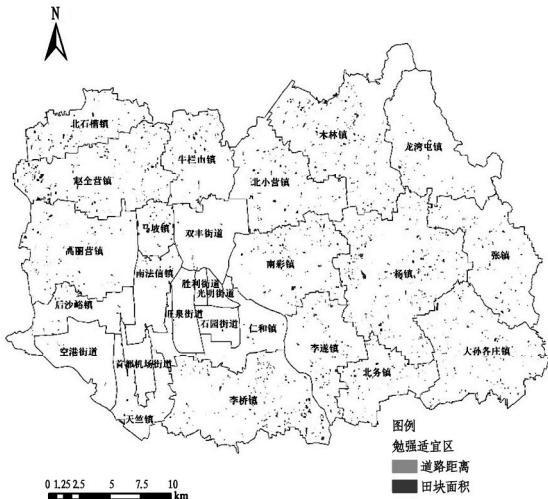 N
北石槽镇
木林镇
龙湾屯镇
牛栏山镇
赵全营镇
北小营镇
马坡镇
双丰街道
高丽营镇
南彩镇
杨镇
张镇
南法信镇
胜利街道
光明街道
后沙峪镇
旺泉街道
石园街道
仁和镇
空港街道
首都机场街道
李遂镇
北务镇
大孙各庄镇
天竺镇
李桥镇
图例
勉强适宜区
道路距离
田块面积
0 1.25 2.5 5 7.5 10
km